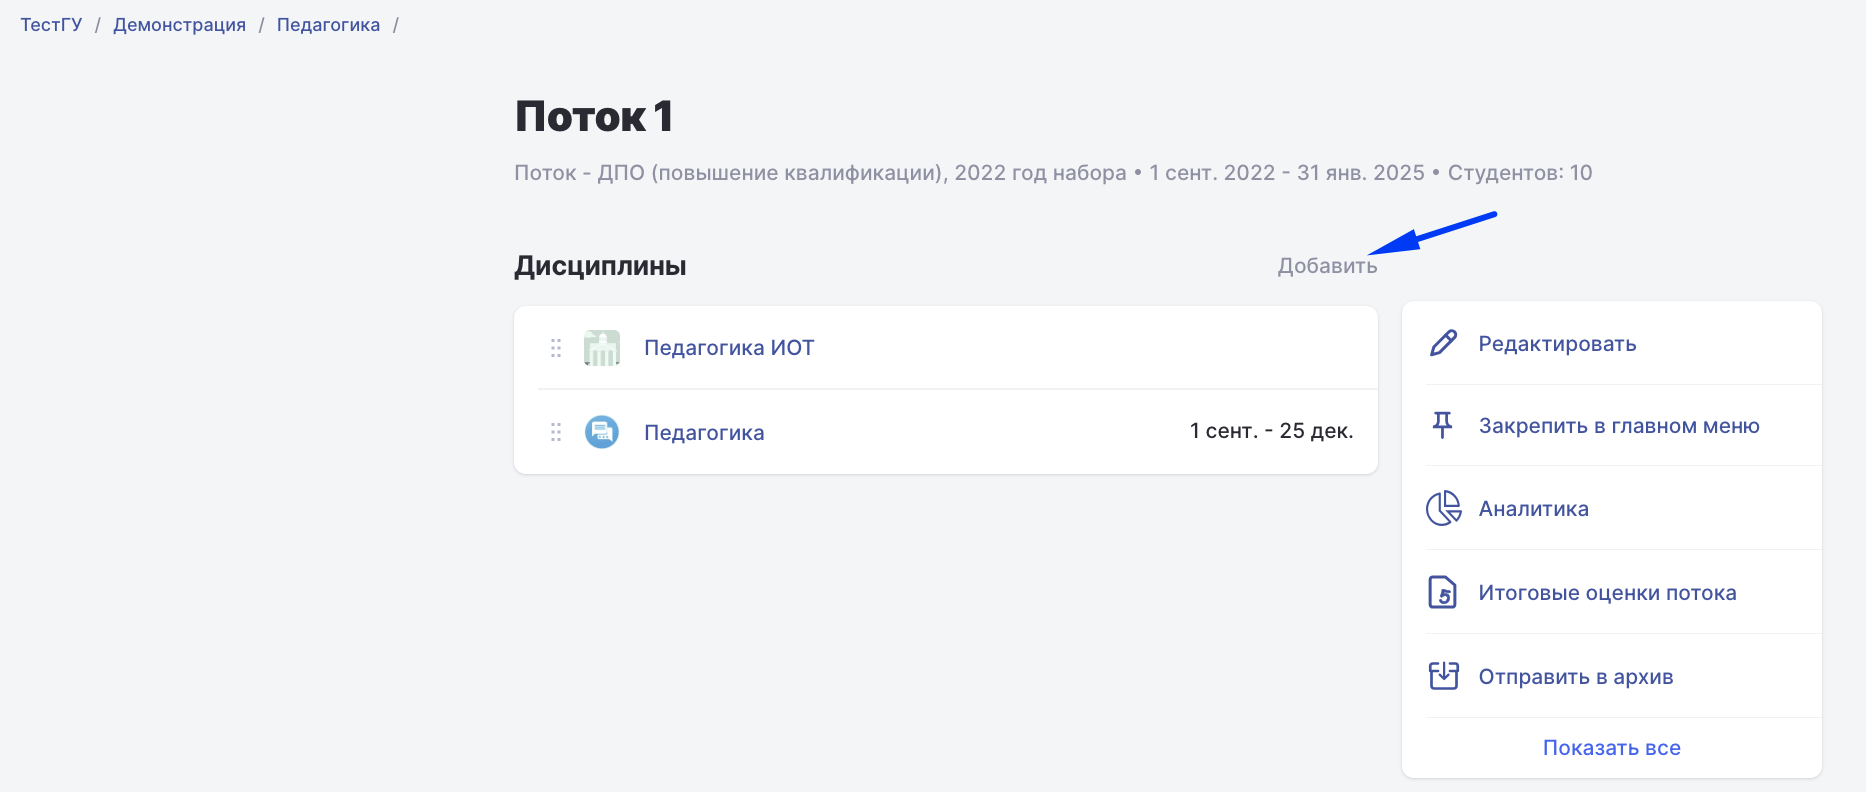 ТестГУ / Демонстрация / Педагогика /
Поток 1
Поток - ДПО (повышение квалификации), 2022 год набора • 1 сент. 2022 - 31 янв. 2025 • Студентов: 10
Дисциплины
Добавить
Педагогика ИОТ
Педагогика
1 сент. - 25 дек.
Редактировать
Закрепить в главном меню
Аналитика
5
Итоговые оценки потока
Отправить в архив
Показать все